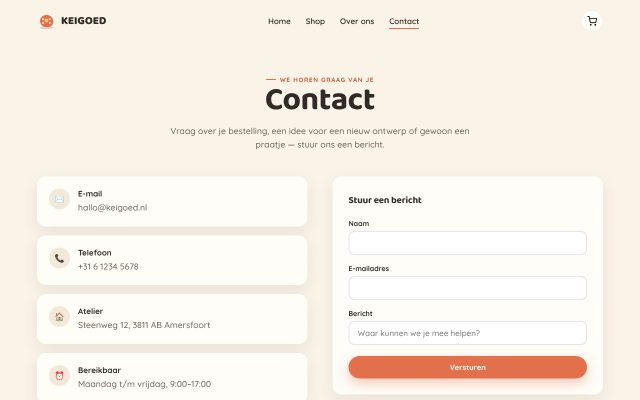 KEIGOED
Home Shop Over ons Contact
WE HOREN GRAAG VAN JE
Contact
Vraag over je bestelling, een idee voor een nieuw ontwerp of gewoon een
praatje — stuur ons een bericht.
E-mail
hallo@keigoed.nl
Telefoon
+31 6 1234 5678
Atelier
Steenweg 12, 3811 AB Amersfoort
Bereikbaar
Maandag t/m vrijdag, 9:00–17:00
Stuur een bericht
Naam
E-mailadres
Bericht
Waar kunnen we je mee helpen?
Versturen